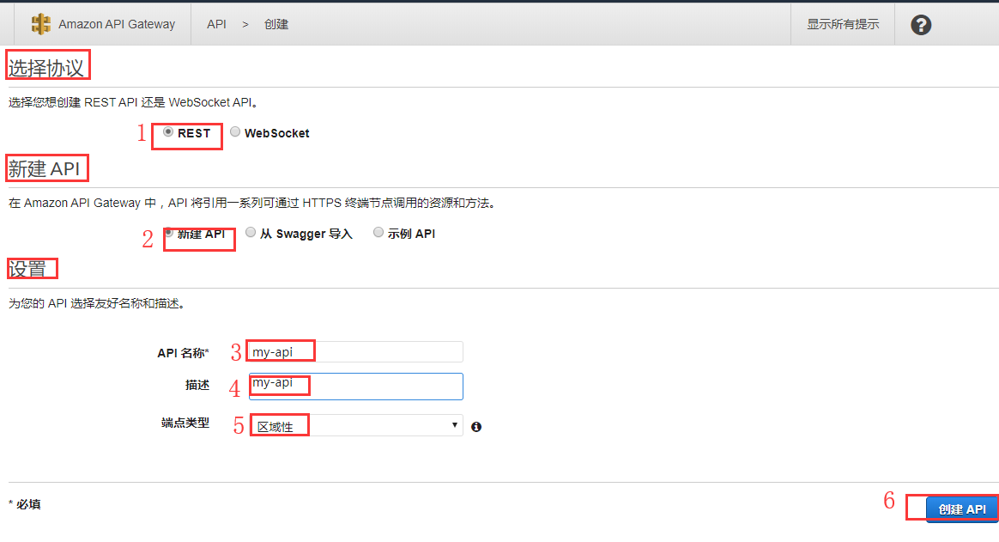 Amazon API Gateway API > 创建 显示所有提示 ?
选择协议
选择您想创建 REST API 还是 WebSocket API。
1 REST WebSocket
新建 API
在 Amazon API Gateway 中，API 将引用一系列可通过 HTTPS 终端节点调用的资源和方法。
2 新建 API 从 Swagger 导入 示例 API
设置
为您的 API 选择友好名称和描述。
API 名称* 3 my-api
描述 4 my-api
端点类型 5 区域性
* 必填
6 创建 API